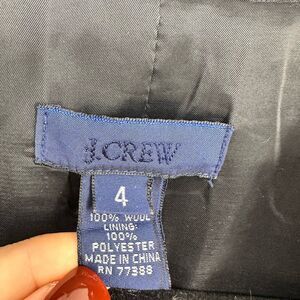 J.CREW
4
100% WOOL
LINING:
100%
POLYESTER
MADE IN CHINA
RN 77388